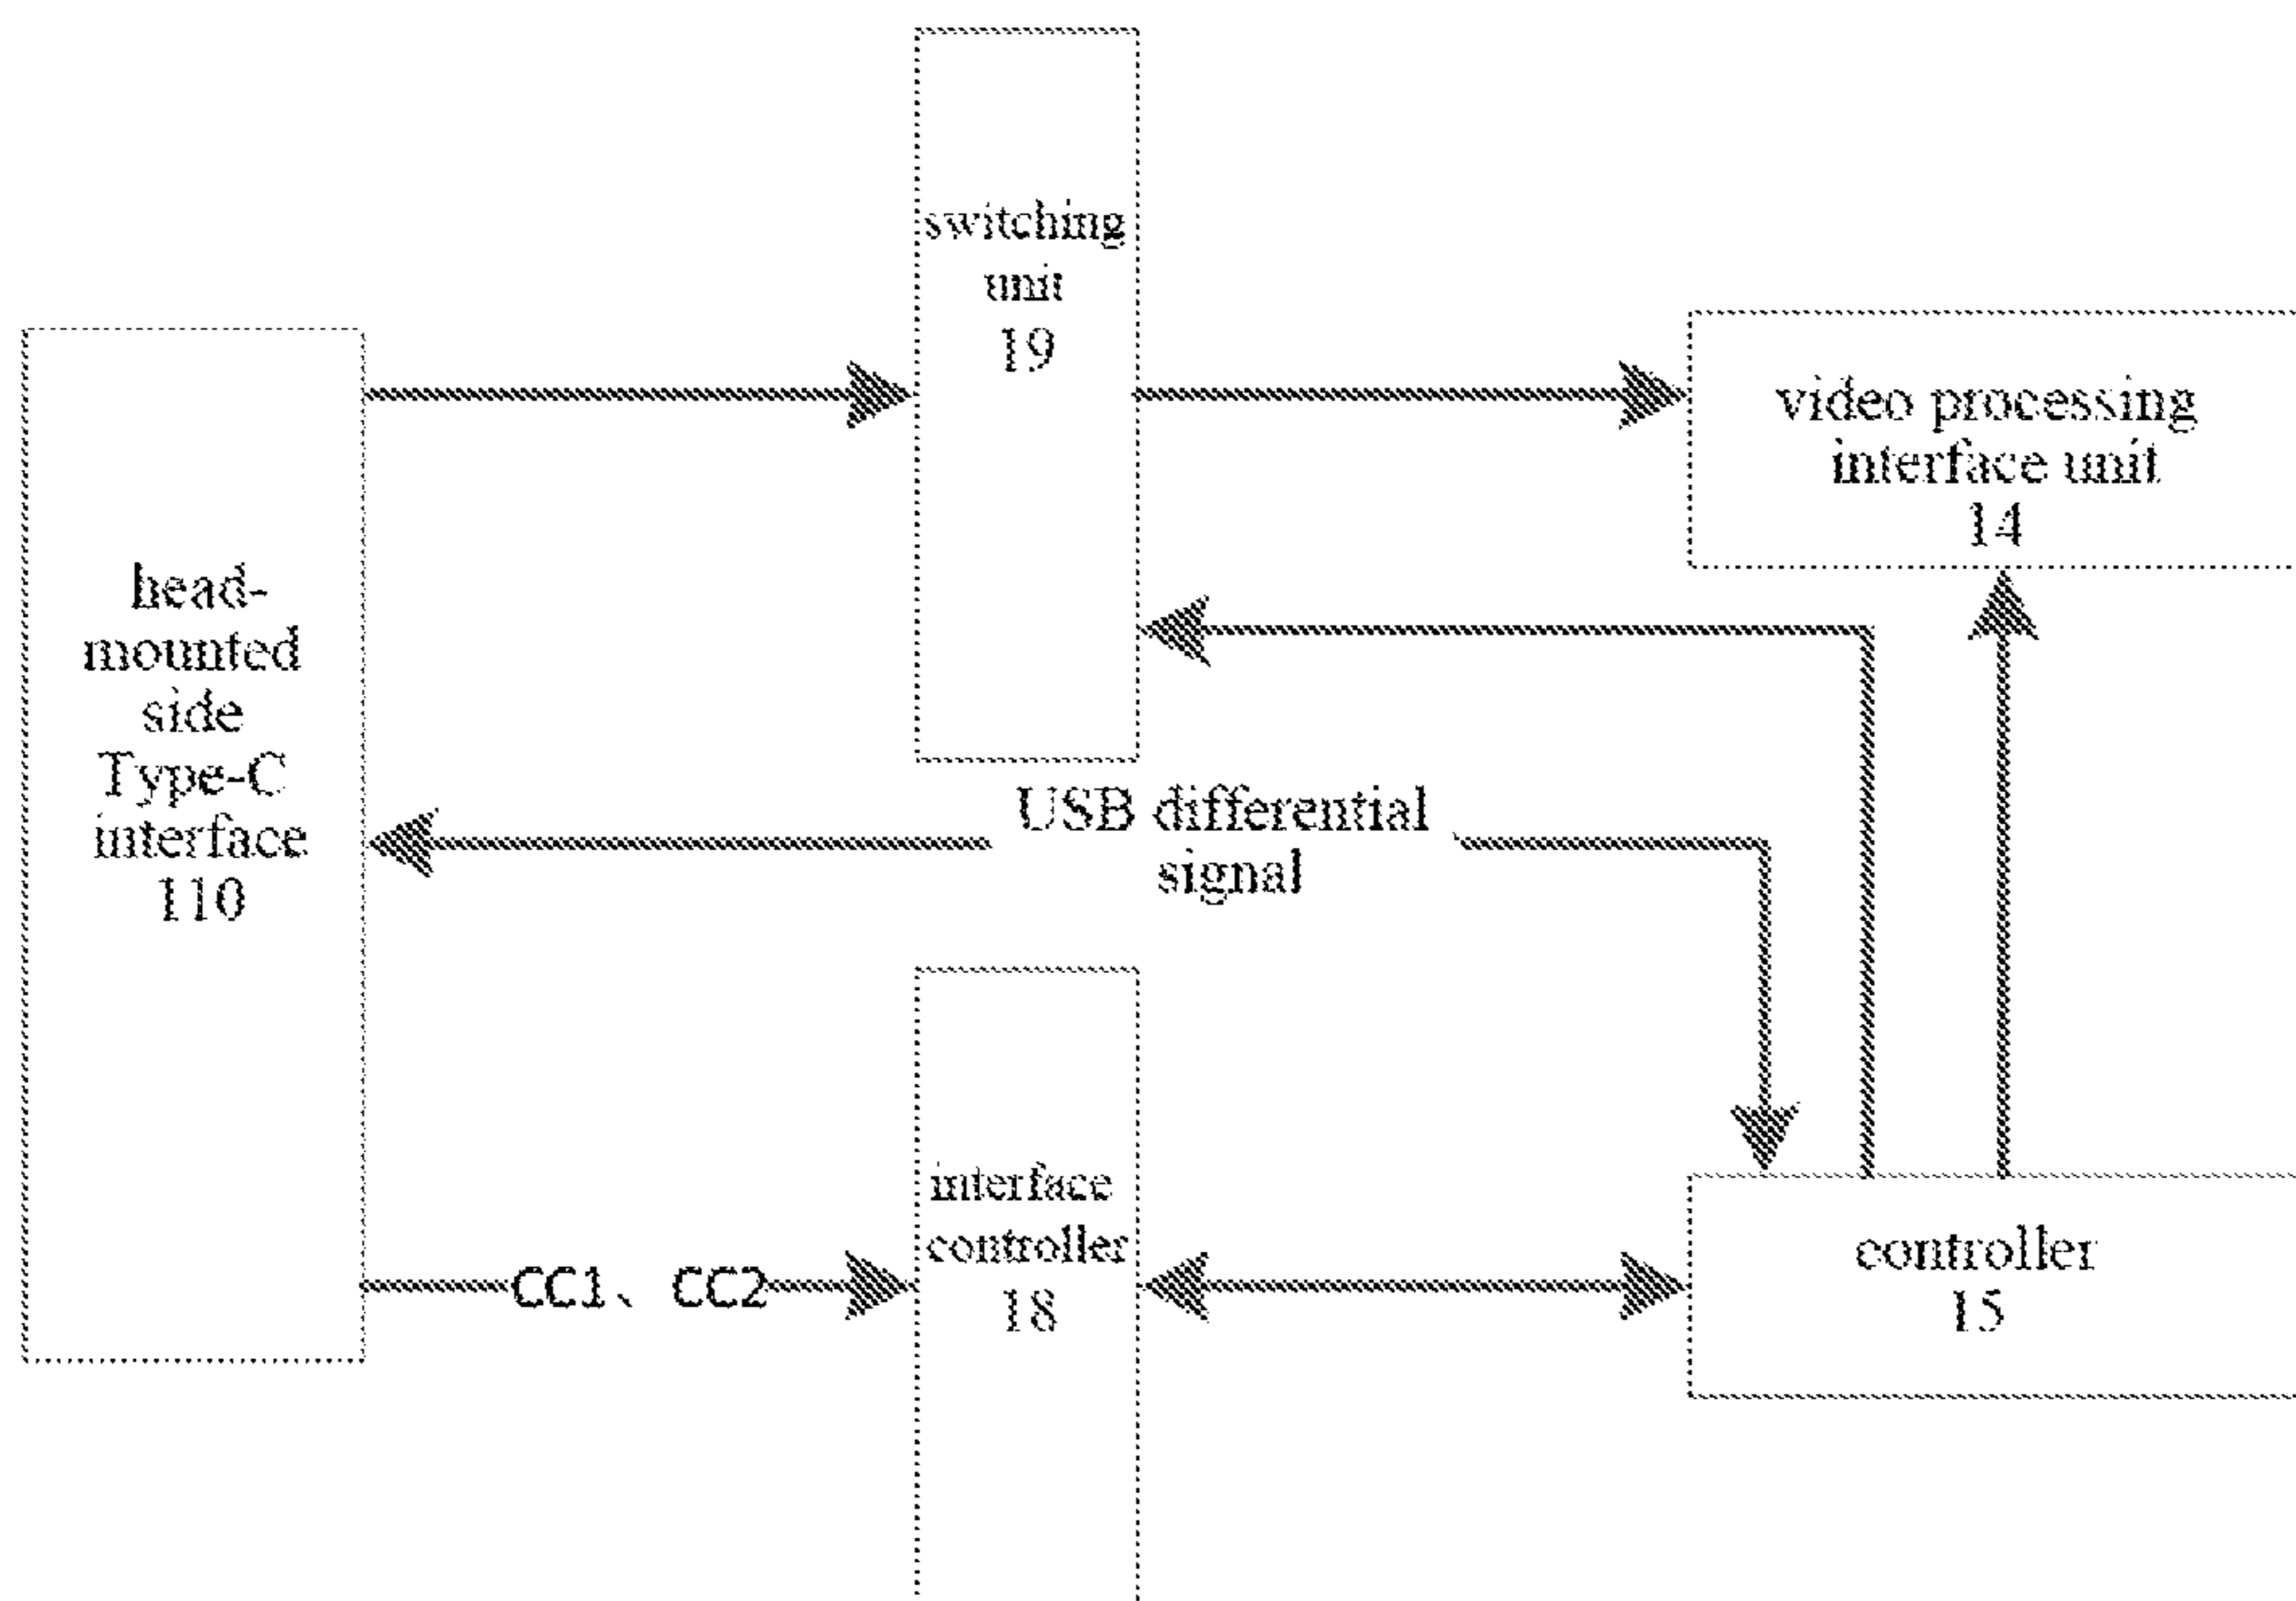 switching
unit
19
video processing
interface unit
14
head-
mounted
side
Type-C
interface
110
USB differential
signal
CC1、CC2
interface
controller
18
controller
15